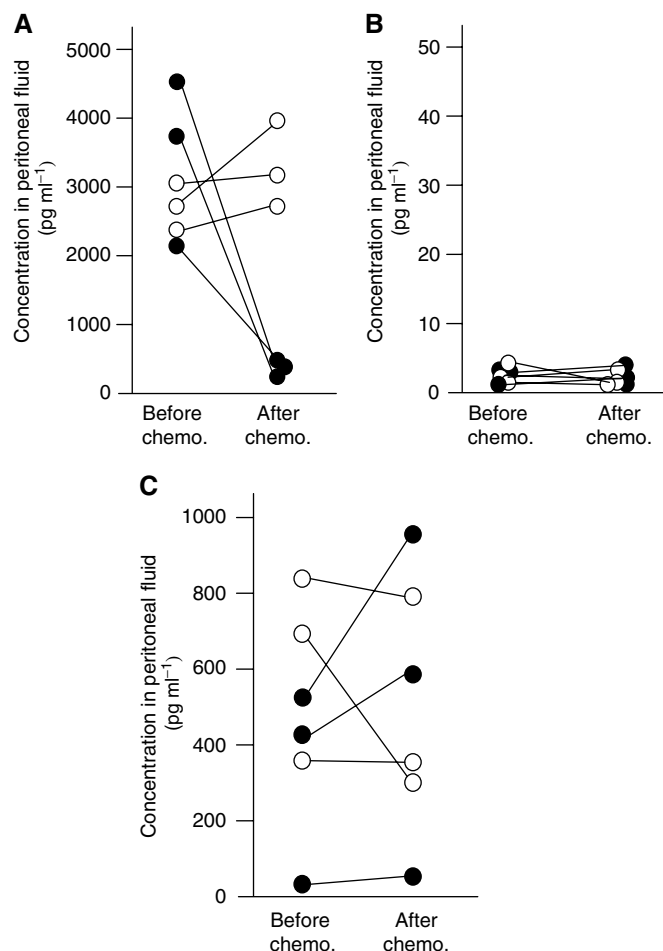 A
Concentration in peritoneal fluid
(pg ml⁻¹)
5000
4000
3000
2000
1000
0
Before
chemo.
After
chemo.
B
Concentration in peritoneal fluid
(pg ml⁻¹)
50
40
30
20
10
0
Before
chemo.
After
chemo.
C
Concentration in peritoneal fluid
(pg ml⁻¹)
1000
800
600
400
200
0
Before
chemo.
After
chemo.